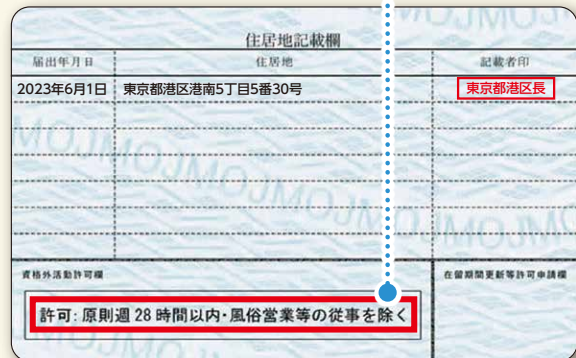 住居地記載欄
届出年月日 住居地 記載者印
2023年6月1日 東京都港区港南5丁目5番30号 東京都港区長
MOJMOJMOJMOJMOJMOJMO
資格外活動許可欄 在留期間更新等許可申請欄
許可:原則週28時間以内・風俗営業等の従事を除く